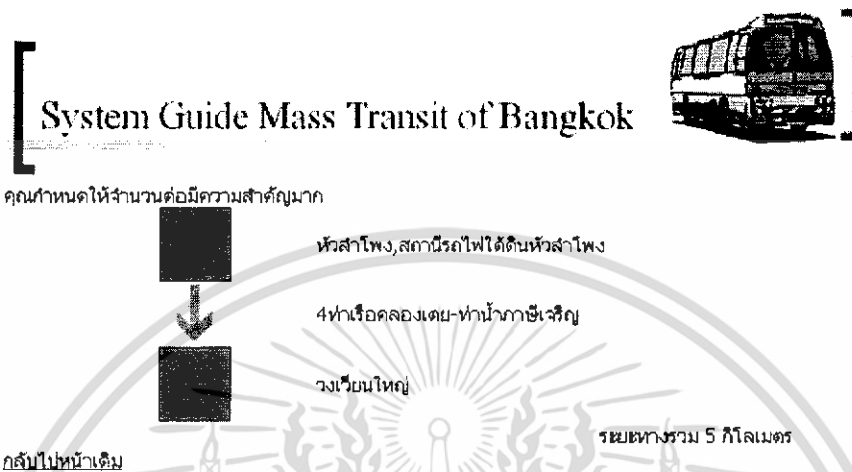 System Guide Mass Transit of Bangkok
คุณกำหนดให้จำนวนต่อมีความสำคัญมาก
หัวลำโพง,สถานีรถไฟใต้ดินหัวลำโพง
4ท่าเรือคลองเตย-ท่าน้ำภาษีเจริญ
วงเวียนใหญ่
ระยะทางรวม 5 กิโลเมตร
กลับไปหน้าเดิม